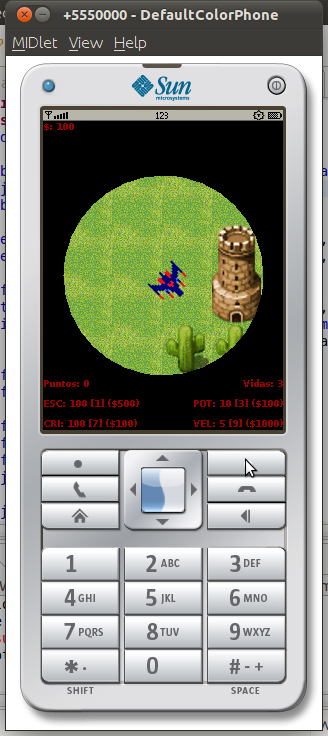 +5550000 - DefaultColorPhone
MIDlet View Help
Sun
microsystems
123
$: 100
Puntos: 0 Vidas: 3
ESC: 100 [1] ($500) POT: 10 [3] ($100)
CRI: 100 [7] ($100) VEL: 5 [9] ($1000)
1 2 ABC 3 DEF
4 GHI 5 JKL 6 MNO
7 PQRS 8 TUV 9 WXYZ
* · 0 # - +
SHIFT SPACE